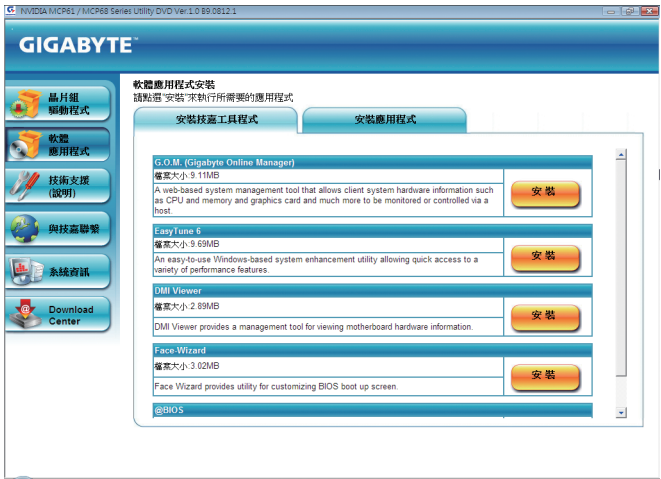 NVIDIA MCP61 / MCP68 Series Utility DVD Ver.1.0 B9.0812.1
GIGABYTE™
晶片組
驅動程式
軟體
應用程式
技術支援
(說明)
與技嘉聯繫
系統資訊
Download
Center
軟體應用程式安裝
請點選"安裝"來執行所需要的應用程式
安裝技嘉工具程式
安裝應用程式
G.O.M. (Gigabyte Online Manager)
檔案大小:9.11MB
A web-based system management tool that allows client system hardware information such
as CPU and memory and graphics card and much more to be monitored or controlled via a
host.
安裝
EasyTune 6
檔案大小:9.69MB
An easy-to-use Windows-based system enhancement utility allowing quick access to a
variety of performance features.
安裝
DMI Viewer
檔案大小:2.89MB
DMI Viewer provides a management tool for viewing motherboard hardware information.
安裝
Face-Wizard
檔案大小:3.02MB
Face Wizard provides utility for customizing BIOS boot up screen.
安裝
@BIOS